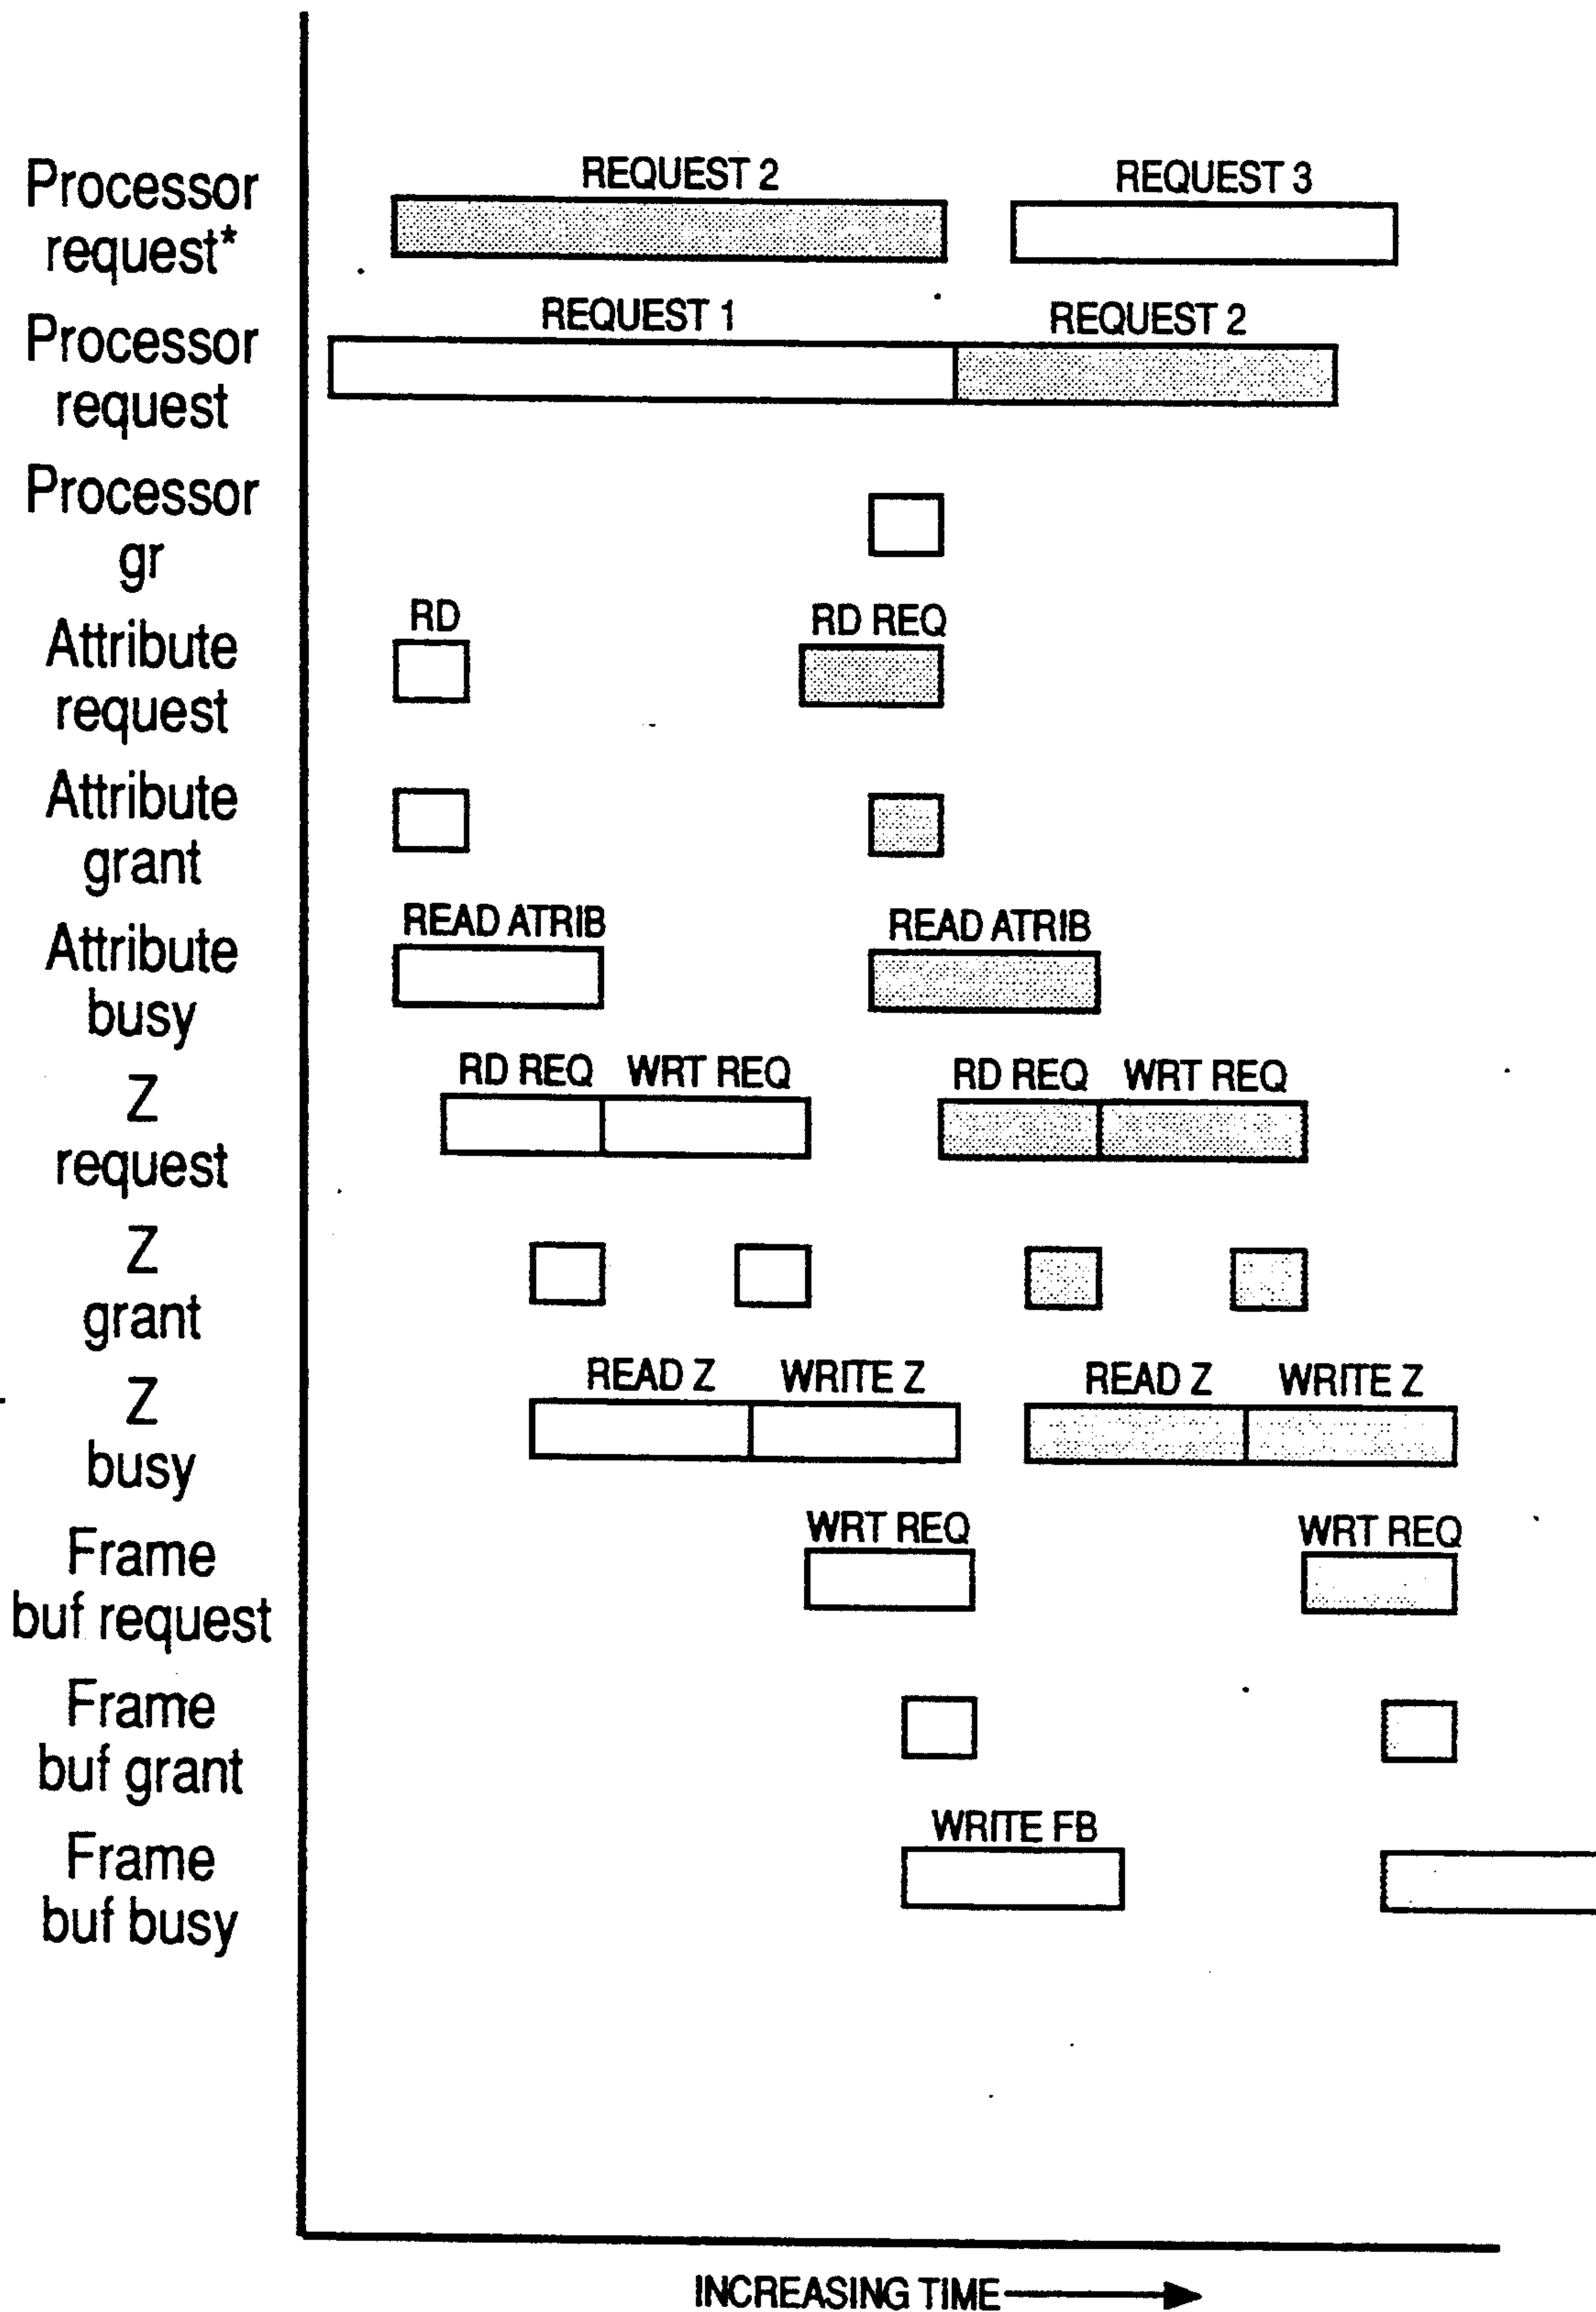 REQUEST 2 REQUEST 3
Processor
request*
REQUEST 1 REQUEST 2
Processor
request
Processor
gr
RD RD REQ
Attribute
request
Attribute
grant
READ ATRIB READ ATRIB
Attribute
busy
RD REQ WRT REQ RD REQ WRT REQ
Z
request
Z
grant
READ Z WRITE Z READ Z WRITE Z
Z
busy
WRT REQ WRT REQ
Frame
buf request
Frame
buf grant
WRITE FB
Frame
buf busy
INCREASING TIME